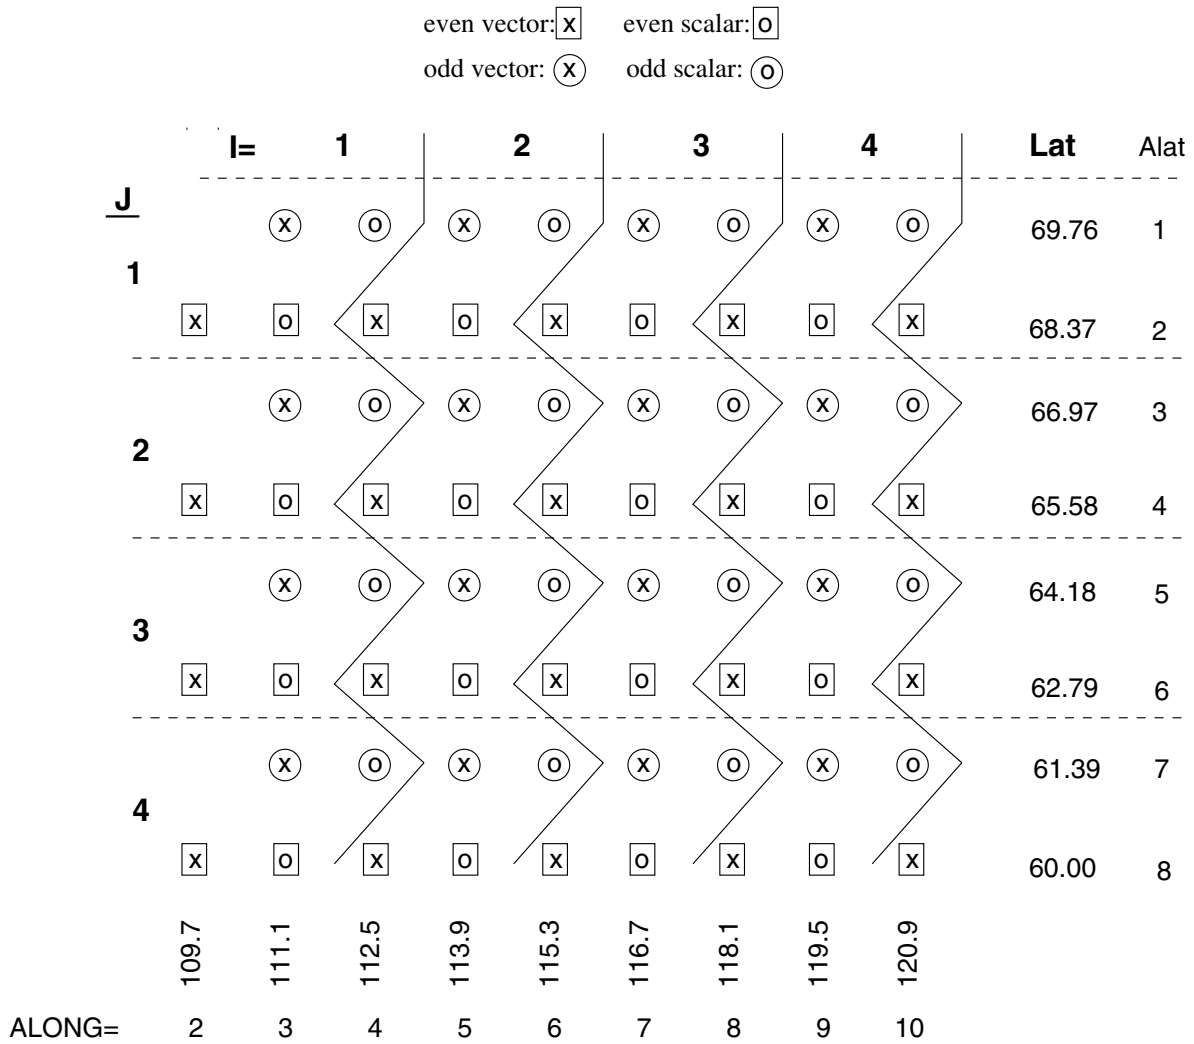 even vector: x even scalar: o
odd vector: x odd scalar: o
I= 1 2 3 4 Lat Alat
J
x o x o x o x o 69.76 1
1
x o x o x o x o x 68.37 2
x o x o x o x o 66.97 3
2
x o x o x o x o x 65.58 4
x o x o x o x o 64.18 5
3
x o x o x o x o x 62.79 6
x o x o x o x o 61.39 7
4
x o x o x o x o x 60.00 8
109.7 111.1 112.5 113.9 115.3 116.7 118.1 119.5 120.9
ALONG= 2 3 4 5 6 7 8 9 10